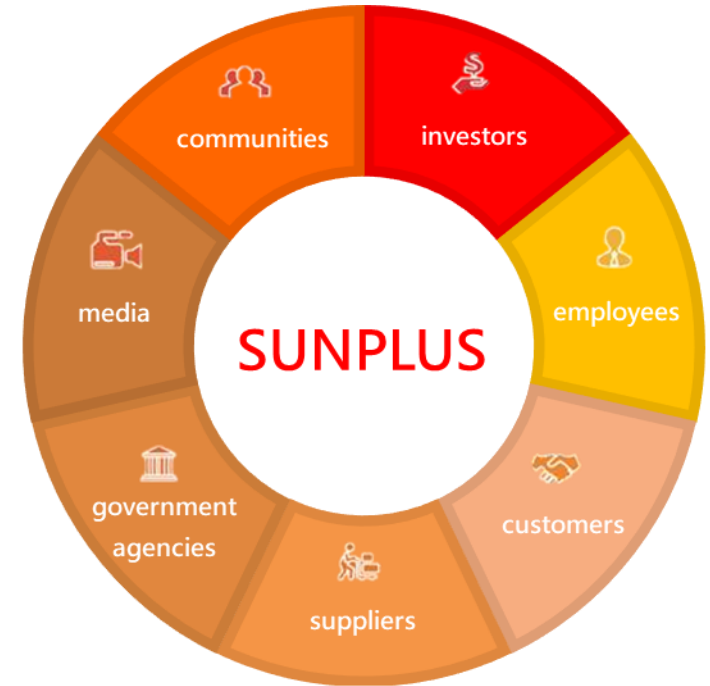 communities
investors
media
employees
SUNPLUS
government
agencies
customers
suppliers